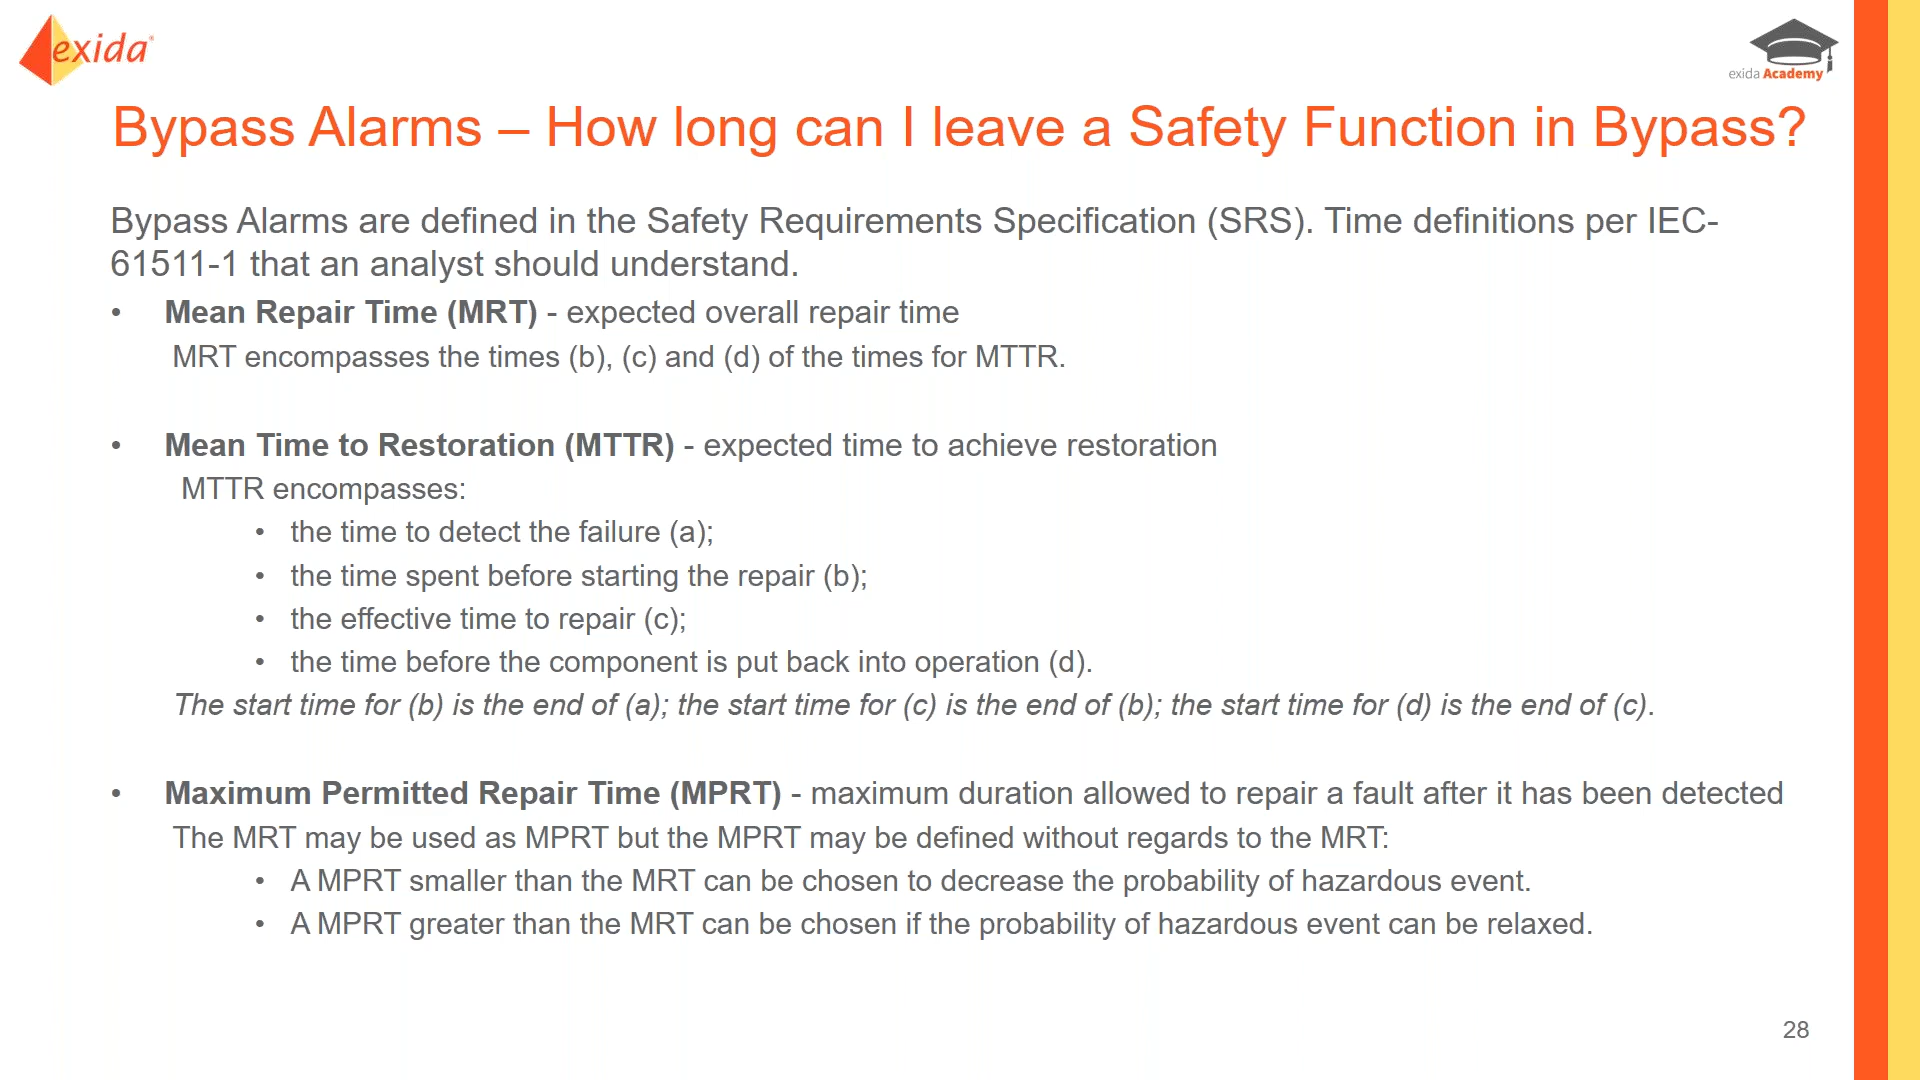 exida
exida Academy
Bypass Alarms – How long can I leave a Safety Function in Bypass?
Bypass Alarms are defined in the Safety Requirements Specification (SRS). Time definitions per IEC-
61511-1 that an analyst should understand.
• Mean Repair Time (MRT) - expected overall repair time
MRT encompasses the times (b), (c) and (d) of the times for MTTR.
• Mean Time to Restoration (MTTR) - expected time to achieve restoration
MTTR encompasses:
• the time to detect the failure (a);
• the time spent before starting the repair (b);
• the effective time to repair (c);
• the time before the component is put back into operation (d).
The start time for (b) is the end of (a); the start time for (c) is the end of (b); the start time for (d) is the end of (c).
• Maximum Permitted Repair Time (MPRT) - maximum duration allowed to repair a fault after it has been detected
The MRT may be used as MPRT but the MPRT may be defined without regards to the MRT:
• A MPRT smaller than the MRT can be chosen to decrease the probability of hazardous event.
• A MPRT greater than the MRT can be chosen if the probability of hazardous event can be relaxed.
28